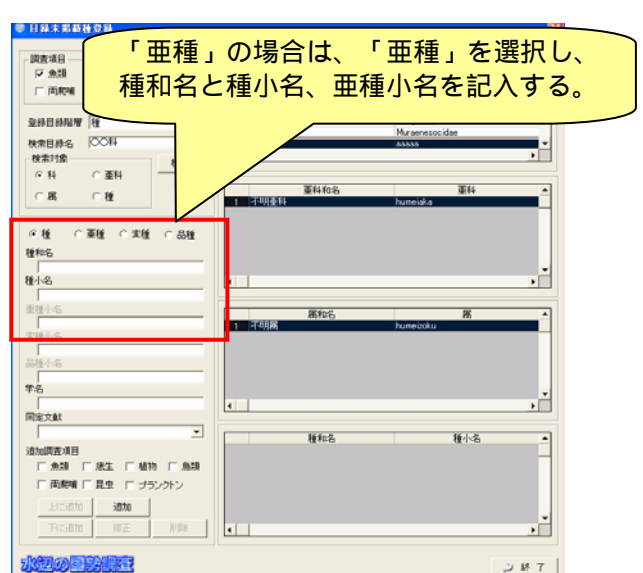 目録未掲載種登録
「亜種」の場合は、「亜種」を選択し、
種和名と種小名、亜種小名を記入する。
調査項目
魚類
両爬哺
登録目録階層 種
検索目録名 〇〇科
検索対象
科 亜科
属 種
Muraenesocidae
aaaaa
亜科和名 亜科
1 不明亜科 humeiaka
種 亜種 変種 品種
種和名
種小名
亜種小名
変種小名
品種小名
学名
同定文献
属和名 属
1 不明属 humeizoku
種和名 種小名
追加調査項目
魚類 底生 植物 鳥類
両爬哺 昆虫 プランクトン
上に追加 追加
下に追加 修正 削除
水辺の国勢調査
終了